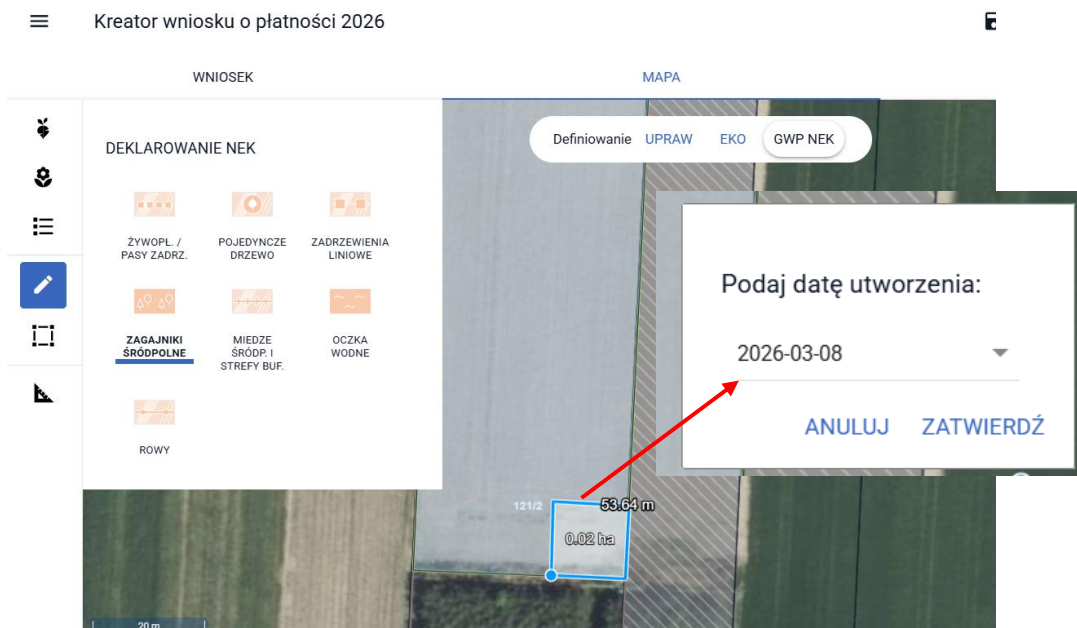 Kreator wniosku o płatności 2026
WNIOSEK
MAPA
DEKLAROWANIE NEK
Definiowanie UPRAW EKO GWP NEK
ŻYWOPŁ. /
PASY ZADRZ.
POJEDYNCZE
DRZEWO
ZADRZEWIENIA
LINIOWE
ZAGAJNIKI
ŚRÓDPOLNE
MIEDZE
ŚRÓDP. I
STREFY BUF.
OCZKA
WODNE
ROWY
Podaj datę utworzenia:
2026-03-08
ANULUJ ZATWIERDŹ
121/2
53.64 m
0.02 ha
20 m